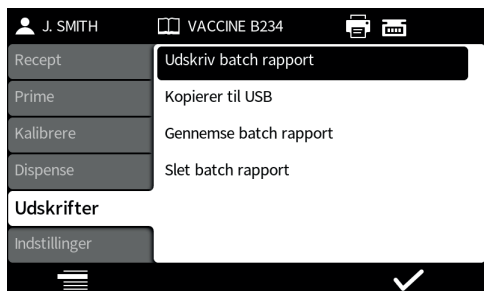 J. SMITH
VACCINE B234
Recept
Prime
Kalibrere
Dispense
Udskrifter
Indstillinger
Udskriv batch rapport
Kopierer til USB
Gennemse batch rapport
Slet batch rapport